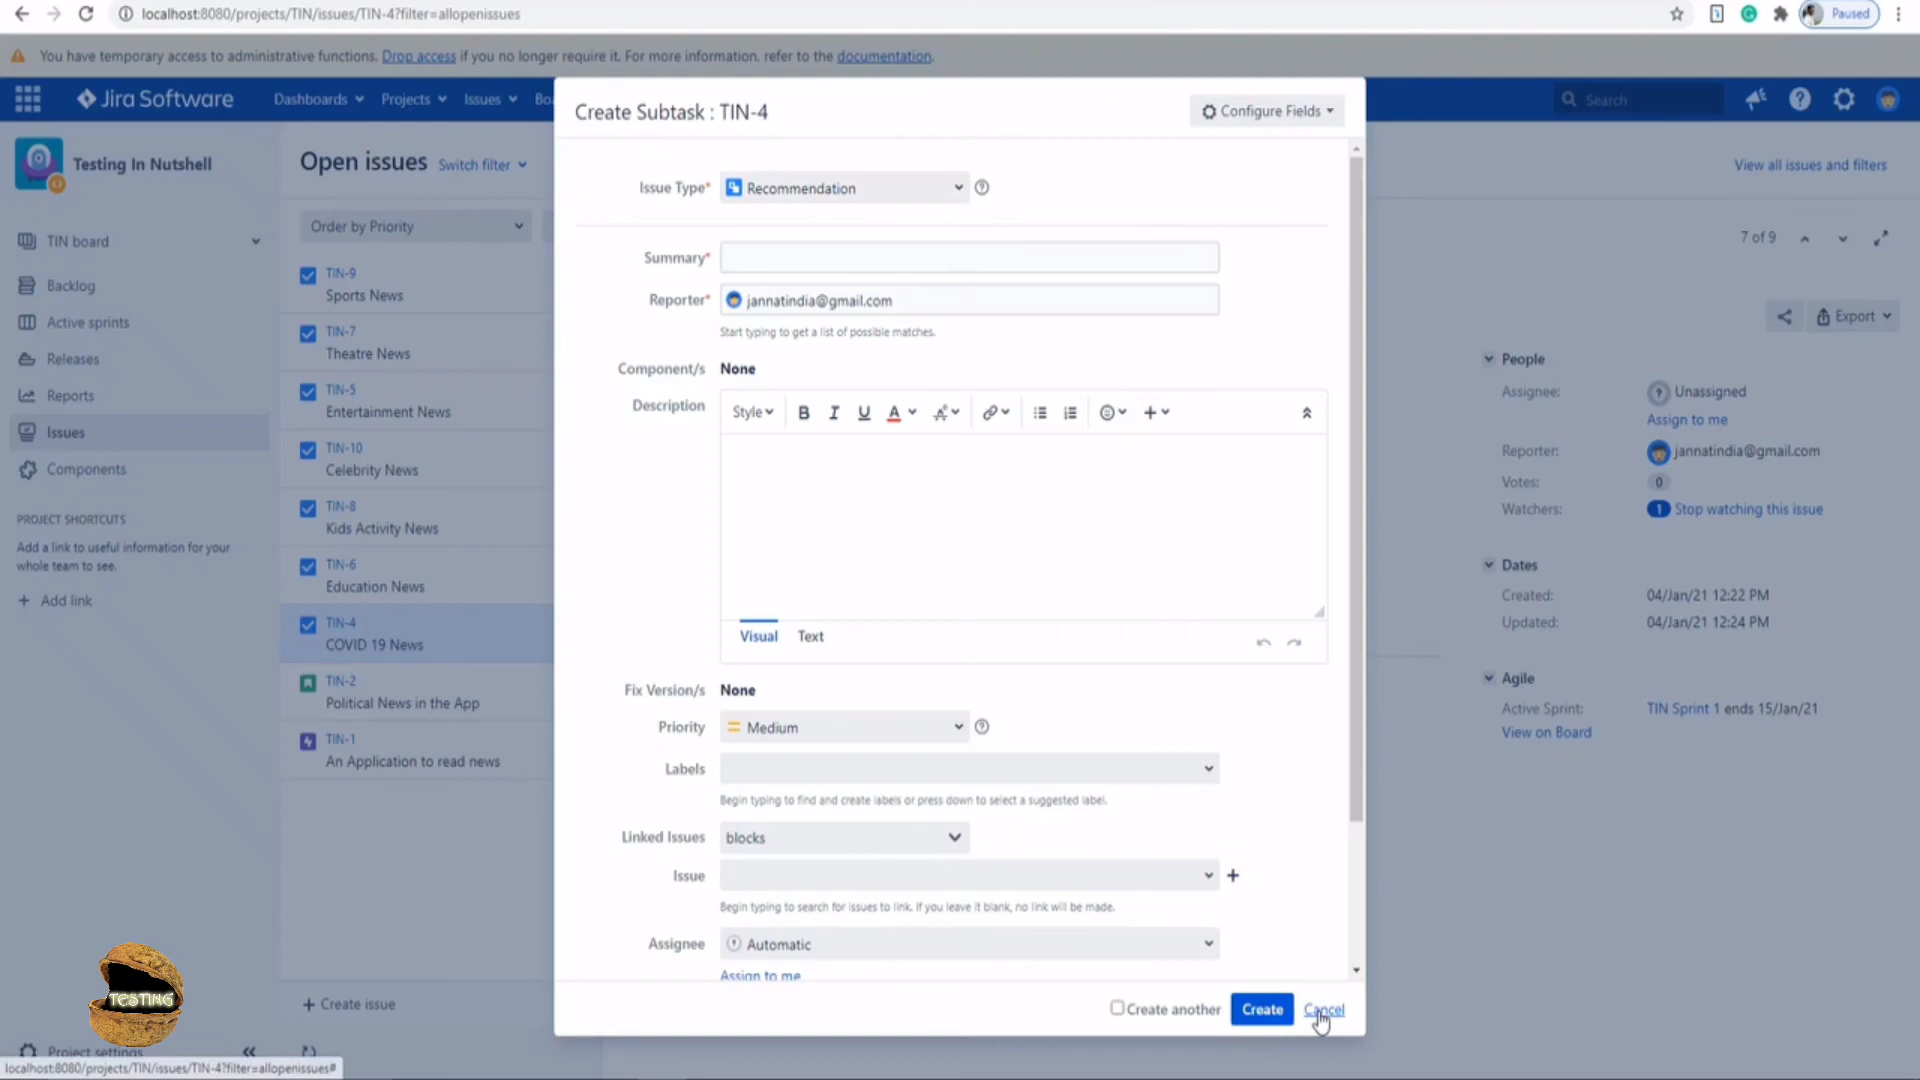 localhost:8080/projects/TIN/issues/TIN-4?filter=allopenissues
Paused
You have temporary access to administrative functions. Drop access if you no longer require it. For more information, refer to the documentation.
Jira Software
Dashboards
Projects
Issues
Search
Testing In Nutshell
TIN board
Backlog
Active sprints
Releases
Reports
Issues
Components
PROJECT SHORTCUTS
Add a link to useful information for your
whole team to see.
+ Add link
Project settings
Open issues
Switch filter
Order by Priority
TIN-9
Sports News
TIN-7
Theatre News
TIN-5
Entertainment News
TIN-10
Celebrity News
TIN-8
Kids Activity News
TIN-6
Education News
TIN-4
COVID 19 News
TIN-2
Political News in the App
TIN-1
An Application to read news
+ Create issue
Create Subtask : TIN-4
Configure Fields
Issue Type* Recommendation
Summary*
Reporter* jannatindia@gmail.com
Start typing to get a list of possible matches.
Component/s None
Description
Style B I U A
Visual Text
Fix Version/s None
Priority Medium
Labels
Begin typing to find and create labels or press down to select a suggested label.
Linked Issues blocks
Issue
Begin typing to search for issues to link. If you leave it blank, no link will be made.
Assignee Automatic
Assign to me
Create another Create Cancel
View all issues and filters
7 of 9
Export
People
Assignee: Unassigned
Assign to me
Reporter: jannatindia@gmail.com
Votes: 0
Watchers: 1 Stop watching this issue
Dates
Created: 04/Jan/21 12:22 PM
Updated: 04/Jan/21 12:24 PM
Agile
Active Sprint: TIN Sprint 1 ends 15/Jan/21
View on Board
TESTING
localhost:8080/projects/TIN/issues/TIN-4?filter=allopenissues#